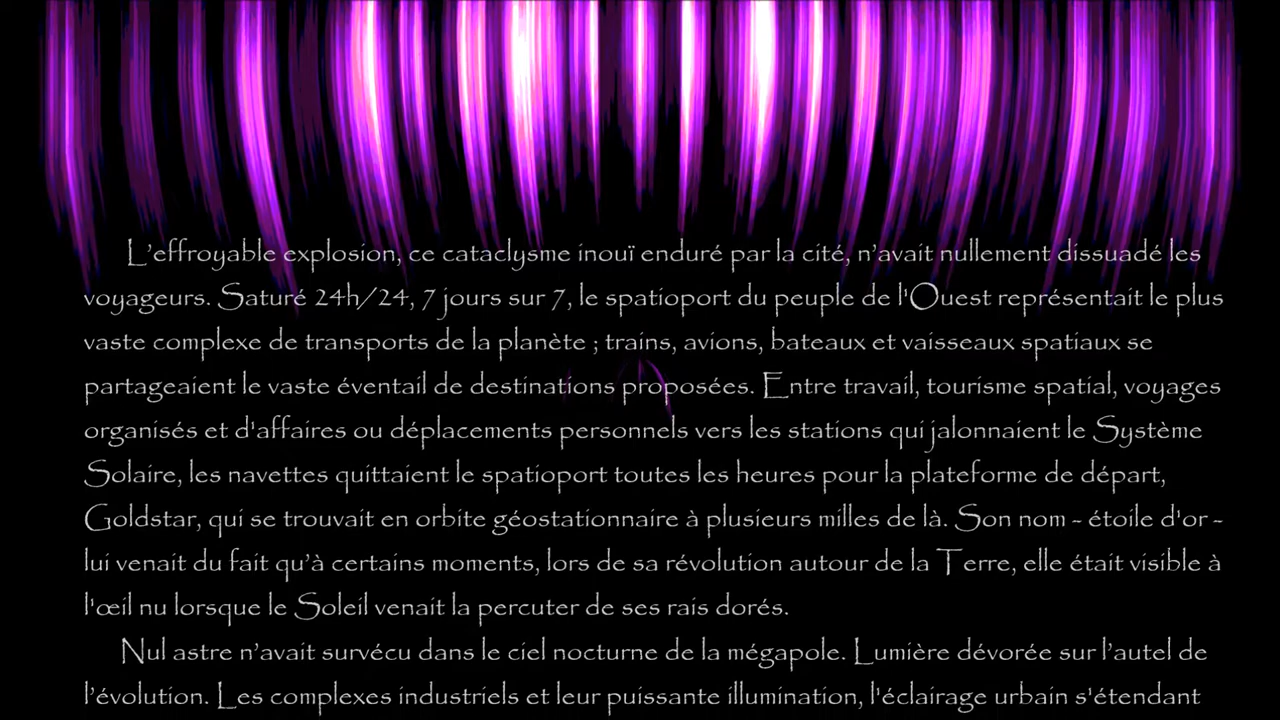 L’effroyable explosion, ce cataclysme inouï enduré par la cité, n’avait nullement dissuadé les
voyageurs. Saturé 24h/24, 7 jours sur 7, le spatioport du peuple de l'Ouest représentait le plus
vaste complexe de transports de la planète ; trains, avions, bateaux et vaisseaux spatiaux se
partageaient le vaste éventail de destinations proposées. Entre travail, tourisme spatial, voyages
organisés et d'affaires ou déplacements personnels vers les stations qui jalonnaient le Système
Solaire, les navettes quittaient le spatioport toutes les heures pour la plateforme de départ,
Goldstar, qui se trouvait en orbite géostationnaire à plusieurs milles de là. Son nom - étoile d'or -
lui venait du fait qu’à certains moments, lors de sa révolution autour de la Terre, elle était visible à
l'œil nu lorsque le Soleil venait la percuter de ses rais dorés.
Nul astre n’avait survécu dans le ciel nocturne de la mégapole. Lumière dévorée sur l’autel de
l’évolution. Les complexes industriels et leur puissante illumination, l'éclairage urbain s'étendant